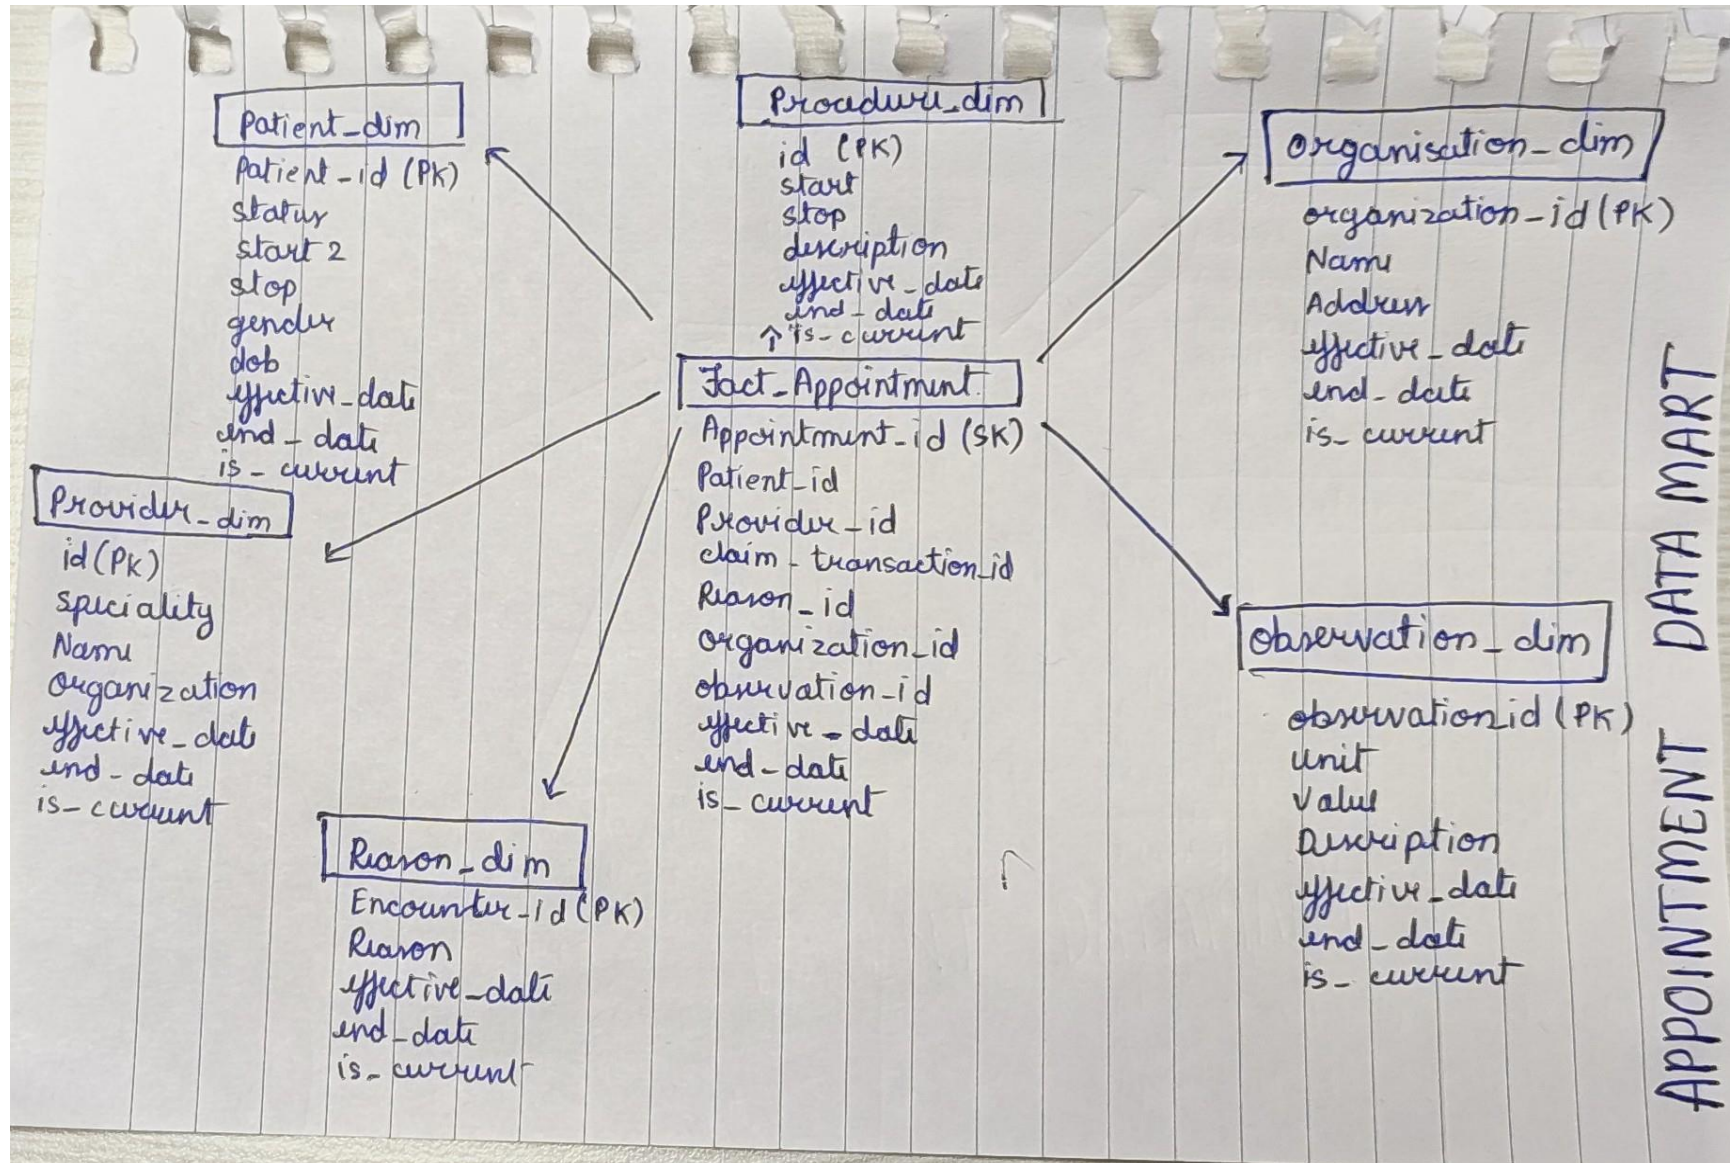 Patient_dim
Patient_id (PK)
status
start 2
stop
gender
dob
effective_date
end_date
is_current
Procedure_dim
id (PK)
start
stop
description
effective_date
end_date
is_current
Organisation_dim
organization_id (PK)
Name
Address
effective_date
end_date
is_current
Provider_dim
id (PK)
speciality
Name
Organization
effective_date
end_date
is_current
Fact_Appointment
Appointment_id (SK)
Patient_id
Provider_id
claim_transaction_id
Reason_id
organization_id
observation_id
effective_date
end_date
is_current
Reason_dim
Encounter_id (PK)
Reason
effective_date
end_date
is_current
Observation_dim
observation_id (PK)
unit
Value
Description
effective_date
end_date
is_current
APPOINTMENT DATA MART